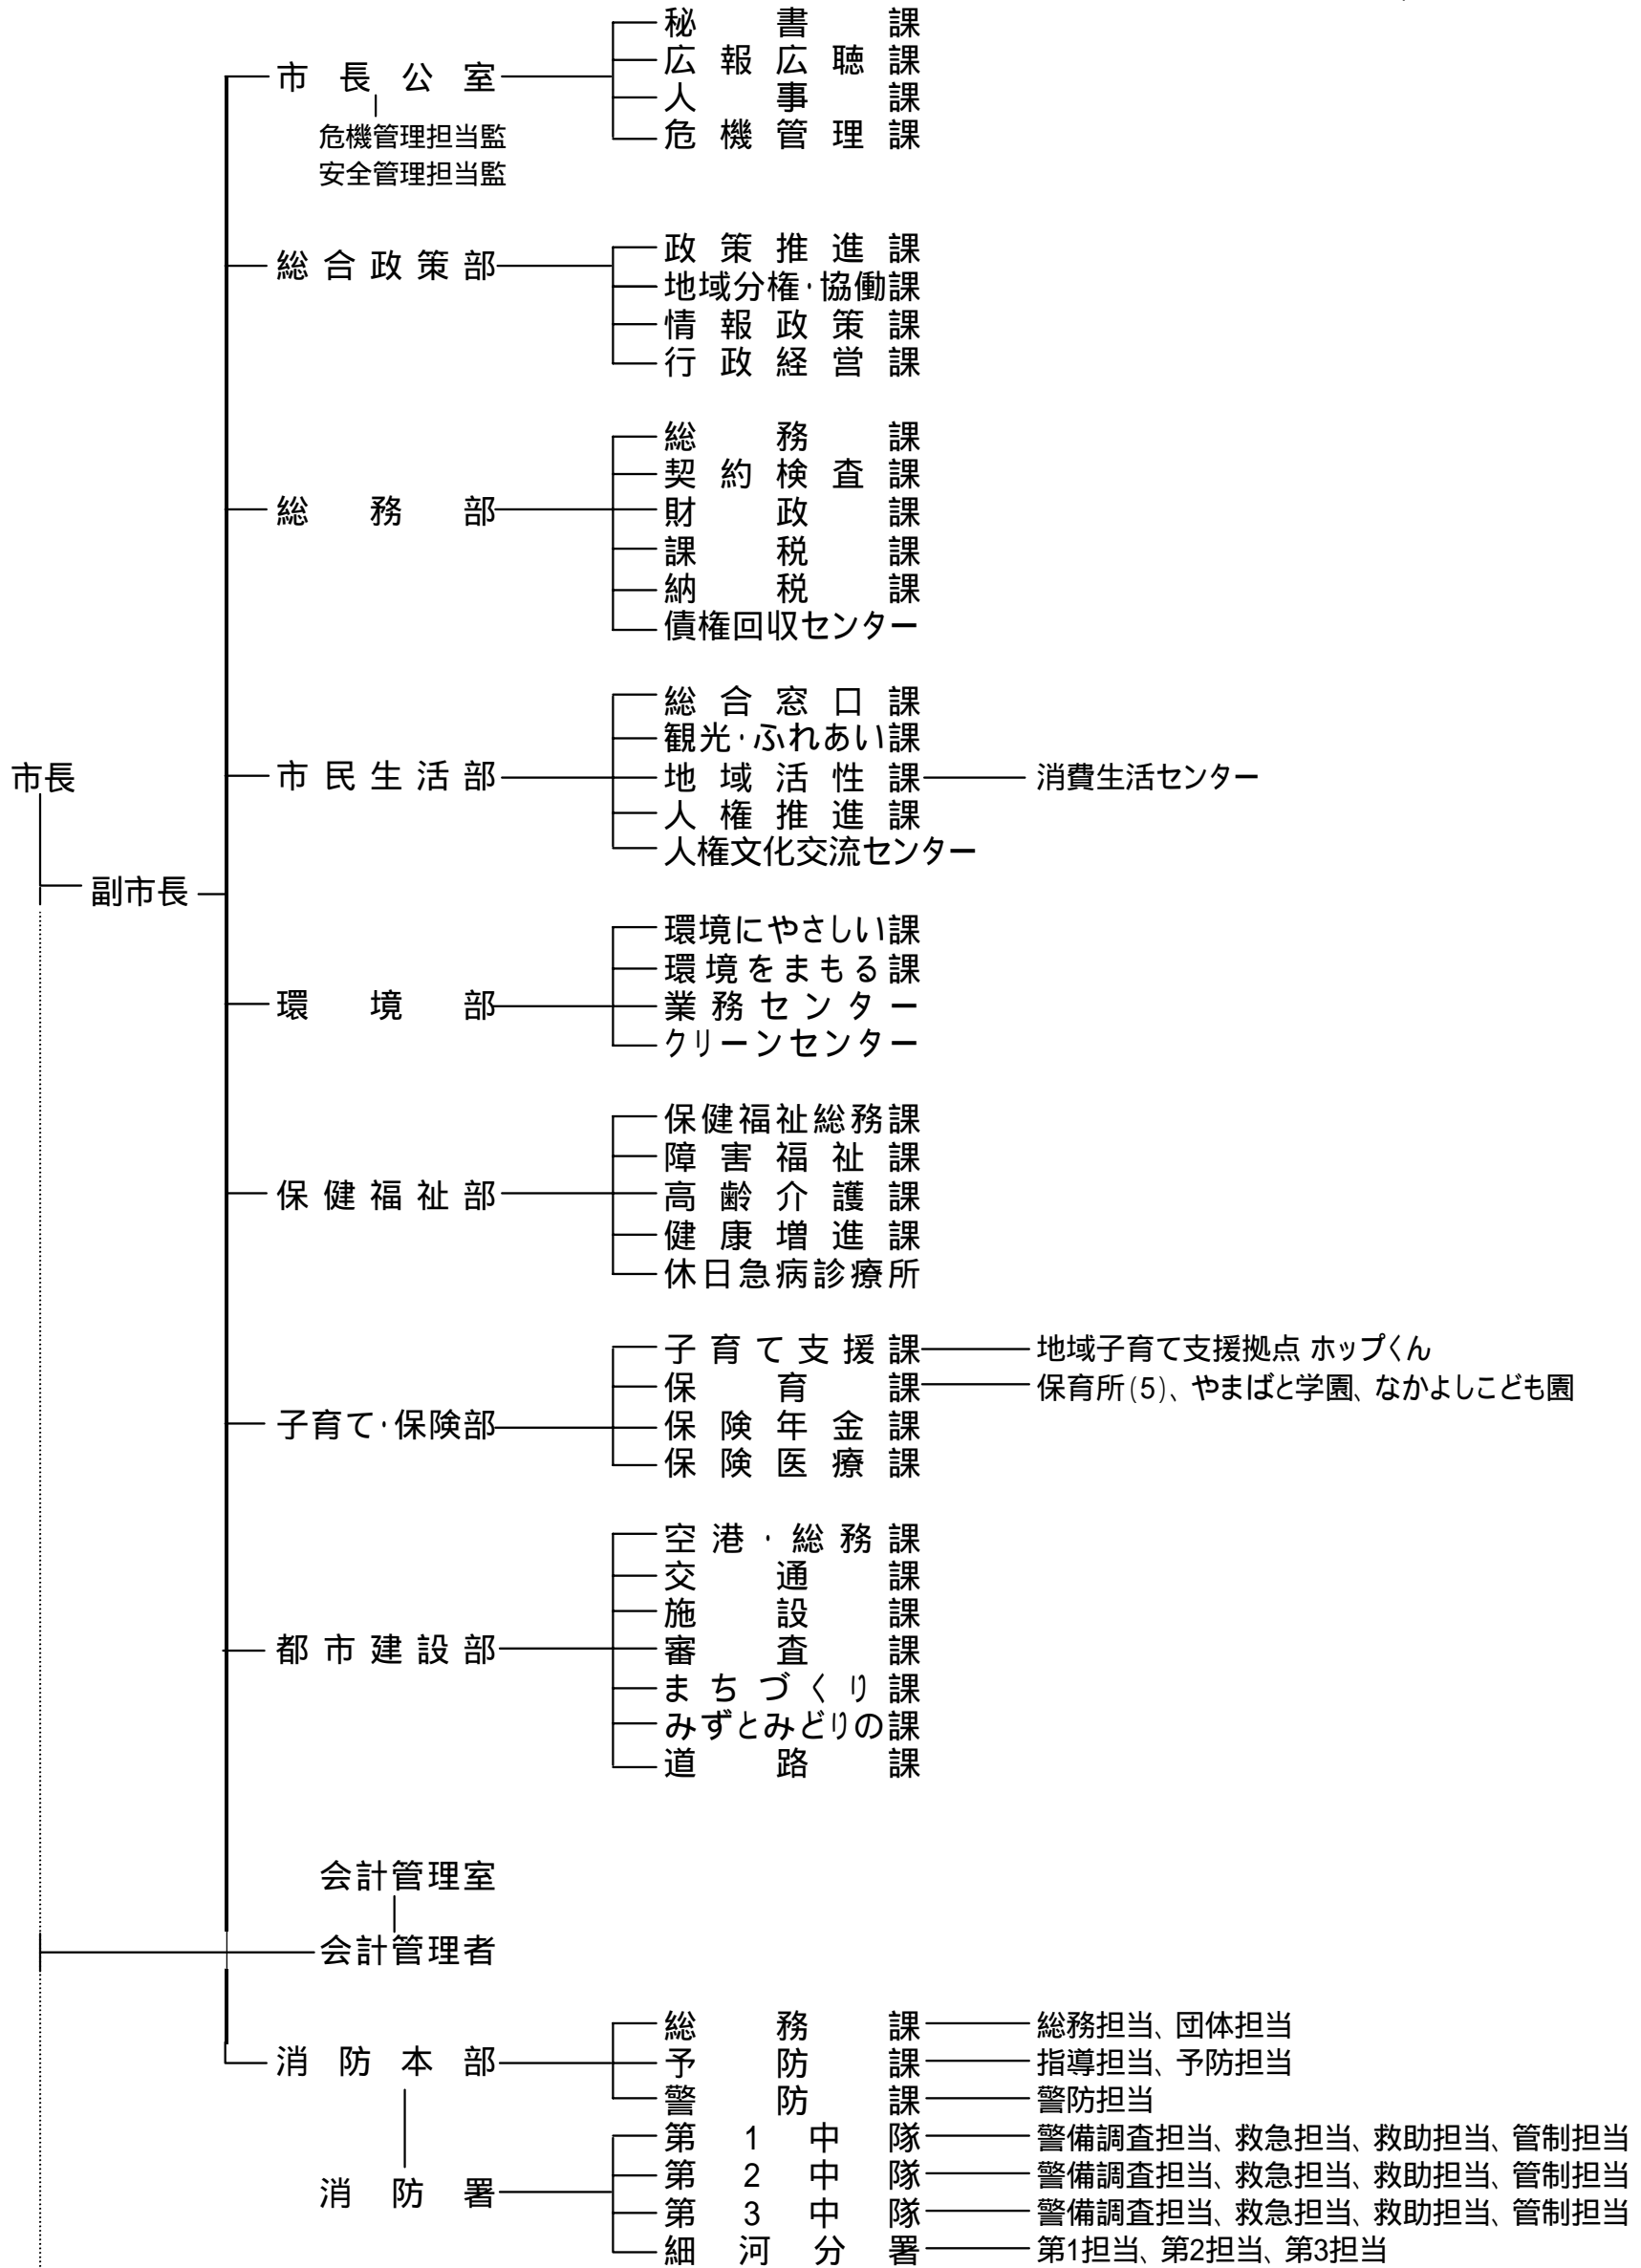 秘書課
広報広聴課
市長公室
人事課
危機管理課
危機管理担当監
安全管理担当監
政策推進課
総合政策部
地域分権・協働課
情報政策課
行政経営課
総務課
契約検査課
総務部
財政課
課税課
納税課
債権回収センター
総合窓口課
観光・ふれあい課
市長
市民生活部
地域活性課 消費生活センター
人権推進課
人権文化交流センター
副市長
環境にやさしい課
環境をまもる課
環境部
業務センター
クリーンセンター
保健福祉総務課
障害福祉課
保健福祉部
高齢介護課
健康増進課
休日急病診療所
子育て支援課 地域子育て支援拠点 ホップくん
保育課 保育所(5)、やまばと学園、なかよしこども園
子育て・保険部
保険年金課
保険医療課
空港・総務課
交通課
施設課
都市建設部
審査課
まちづくり課
みずとみどりの課
道路課
会計管理室
会計管理者
総務課 総務担当、団体担当
消防本部
予防課 指導担当、予防担当
警防課 警防担当
第1中隊 警備調査担当、救急担当、救助担当、管制担当
第2中隊 警備調査担当、救急担当、救助担当、管制担当
消防署
第3中隊 警備調査担当、救急担当、救助担当、管制担当
細河分署 第1担当、第2担当、第3担当